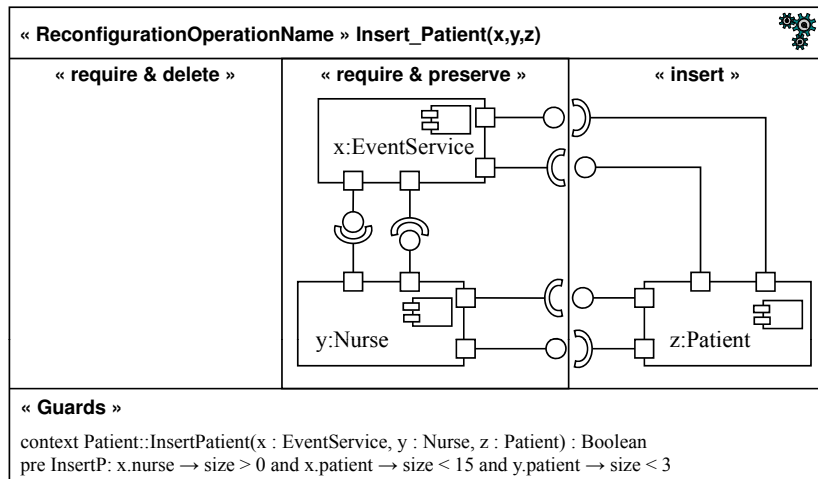 « ReconfigurationOperationName » Insert_Patient(x,y,z)
« require & delete »
« require & preserve »
« insert »
x:EventService
y:Nurse
z:Patient
« Guards »
context Patient::InsertPatient(x : EventService, y : Nurse, z : Patient) : Boolean
pre InsertP: x.nurse → size > 0 and x.patient → size < 15 and y.patient → size < 3